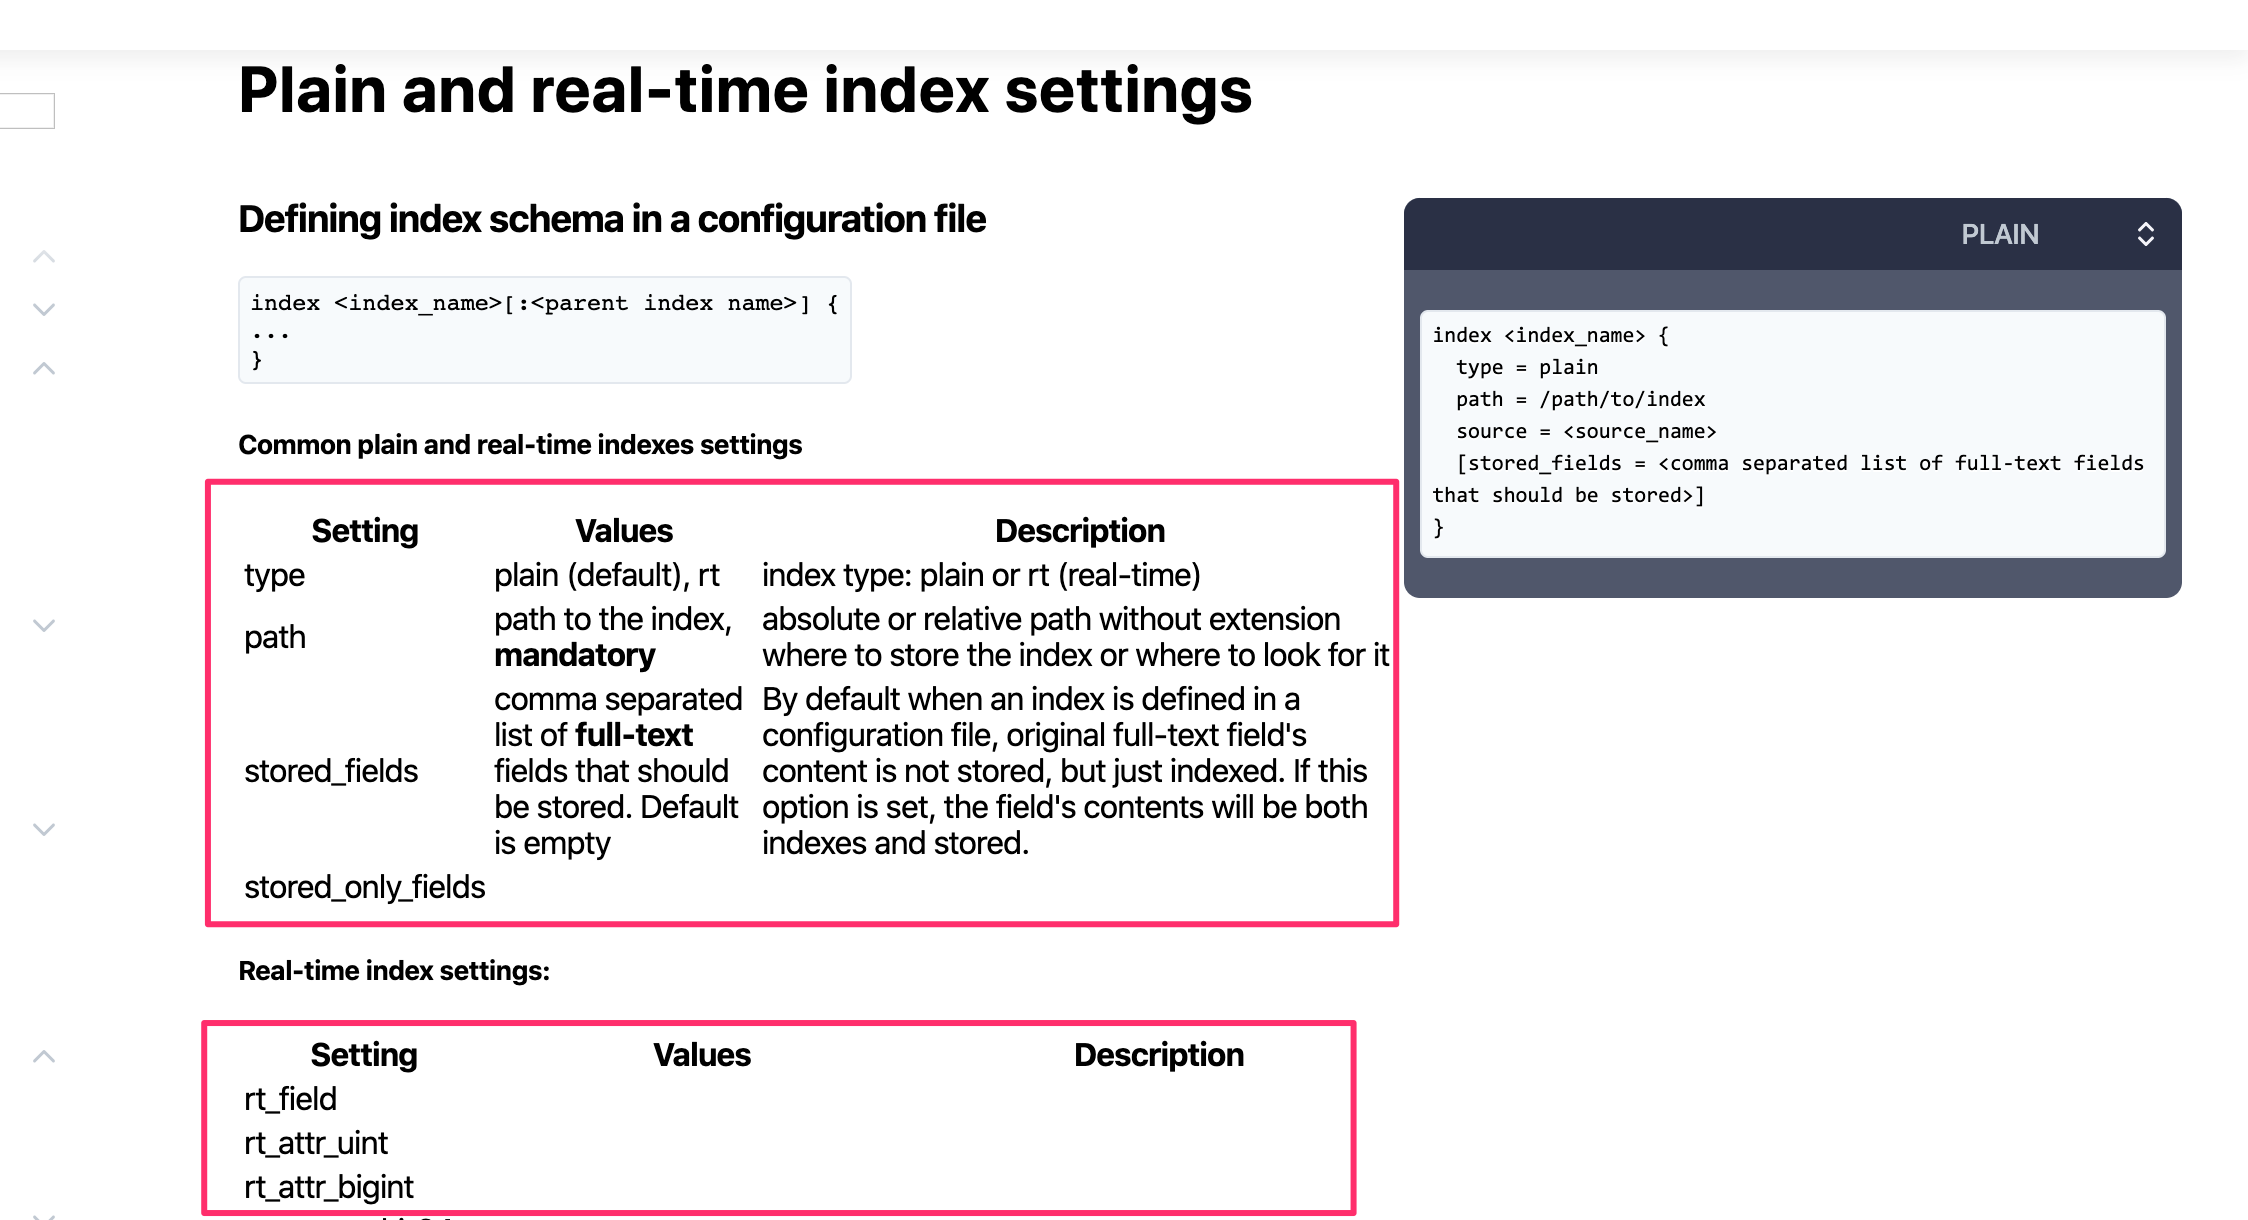 Plain and real-time index settings
Defining index schema in a configuration file
index <index_name>[:<parent index name>] {
...
}
Common plain and real-time indexes settings
Setting Values Description
type plain (default), rt index type: plain or rt (real-time)
path path to the index, mandatory absolute or relative path without extension where to store the index or where to look for it
stored_fields comma separated list of full-text fields that should be stored. Default is empty By default when an index is defined in a configuration file, original full-text field's content is not stored, but just indexed. If this option is set, the field's contents will be both indexes and stored.
stored_only_fields
Real-time index settings:
Setting Values Description
rt_field
rt_attr_uint
rt_attr_bigint
PLAIN
index <index_name> {
type = plain
path = /path/to/index
source = <source_name>
[stored_fields = <comma separated list of full-text fields
that should be stored>]
}